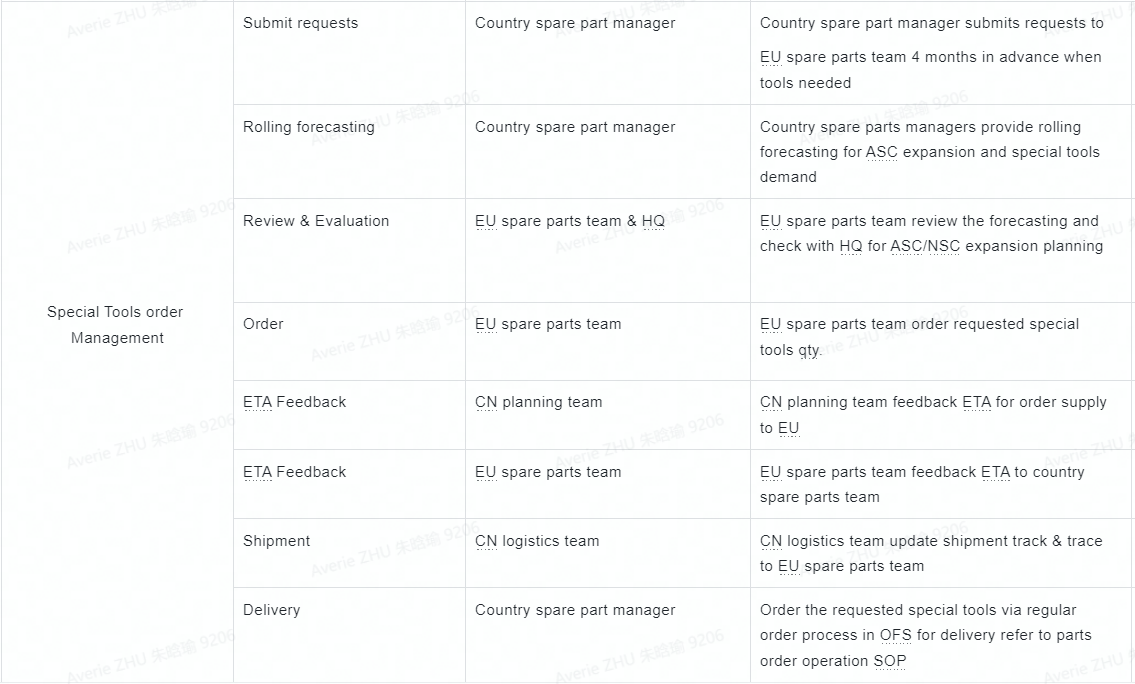 Submit requests
Country spare part manager
Country spare part manager submits requests to
EU spare parts team 4 months in advance when
tools needed
Rolling forecasting
Country spare part manager
Country spare parts managers provide rolling
forecasting for ASC expansion and special tools
demand
Review & Evaluation
EU spare parts team & HQ
EU spare parts team review the forecasting and
check with HQ for ASC/NSC expansion planning
Special Tools order
Management
Order
EU spare parts team
EU spare parts team order requested special
tools qty.
ETA Feedback
CN planning team
CN planning team feedback ETA for order supply
to EU
ETA Feedback
EU spare parts team
EU spare parts team feedback ETA to country
spare parts team
Shipment
CN logistics team
CN logistics team update shipment track & trace
to EU spare parts team
Delivery
Country spare part manager
Order the requested special tools via regular
order process in OFS for delivery refer to parts
order operation SOP
Averie ZHU 朱晗瑜 9206